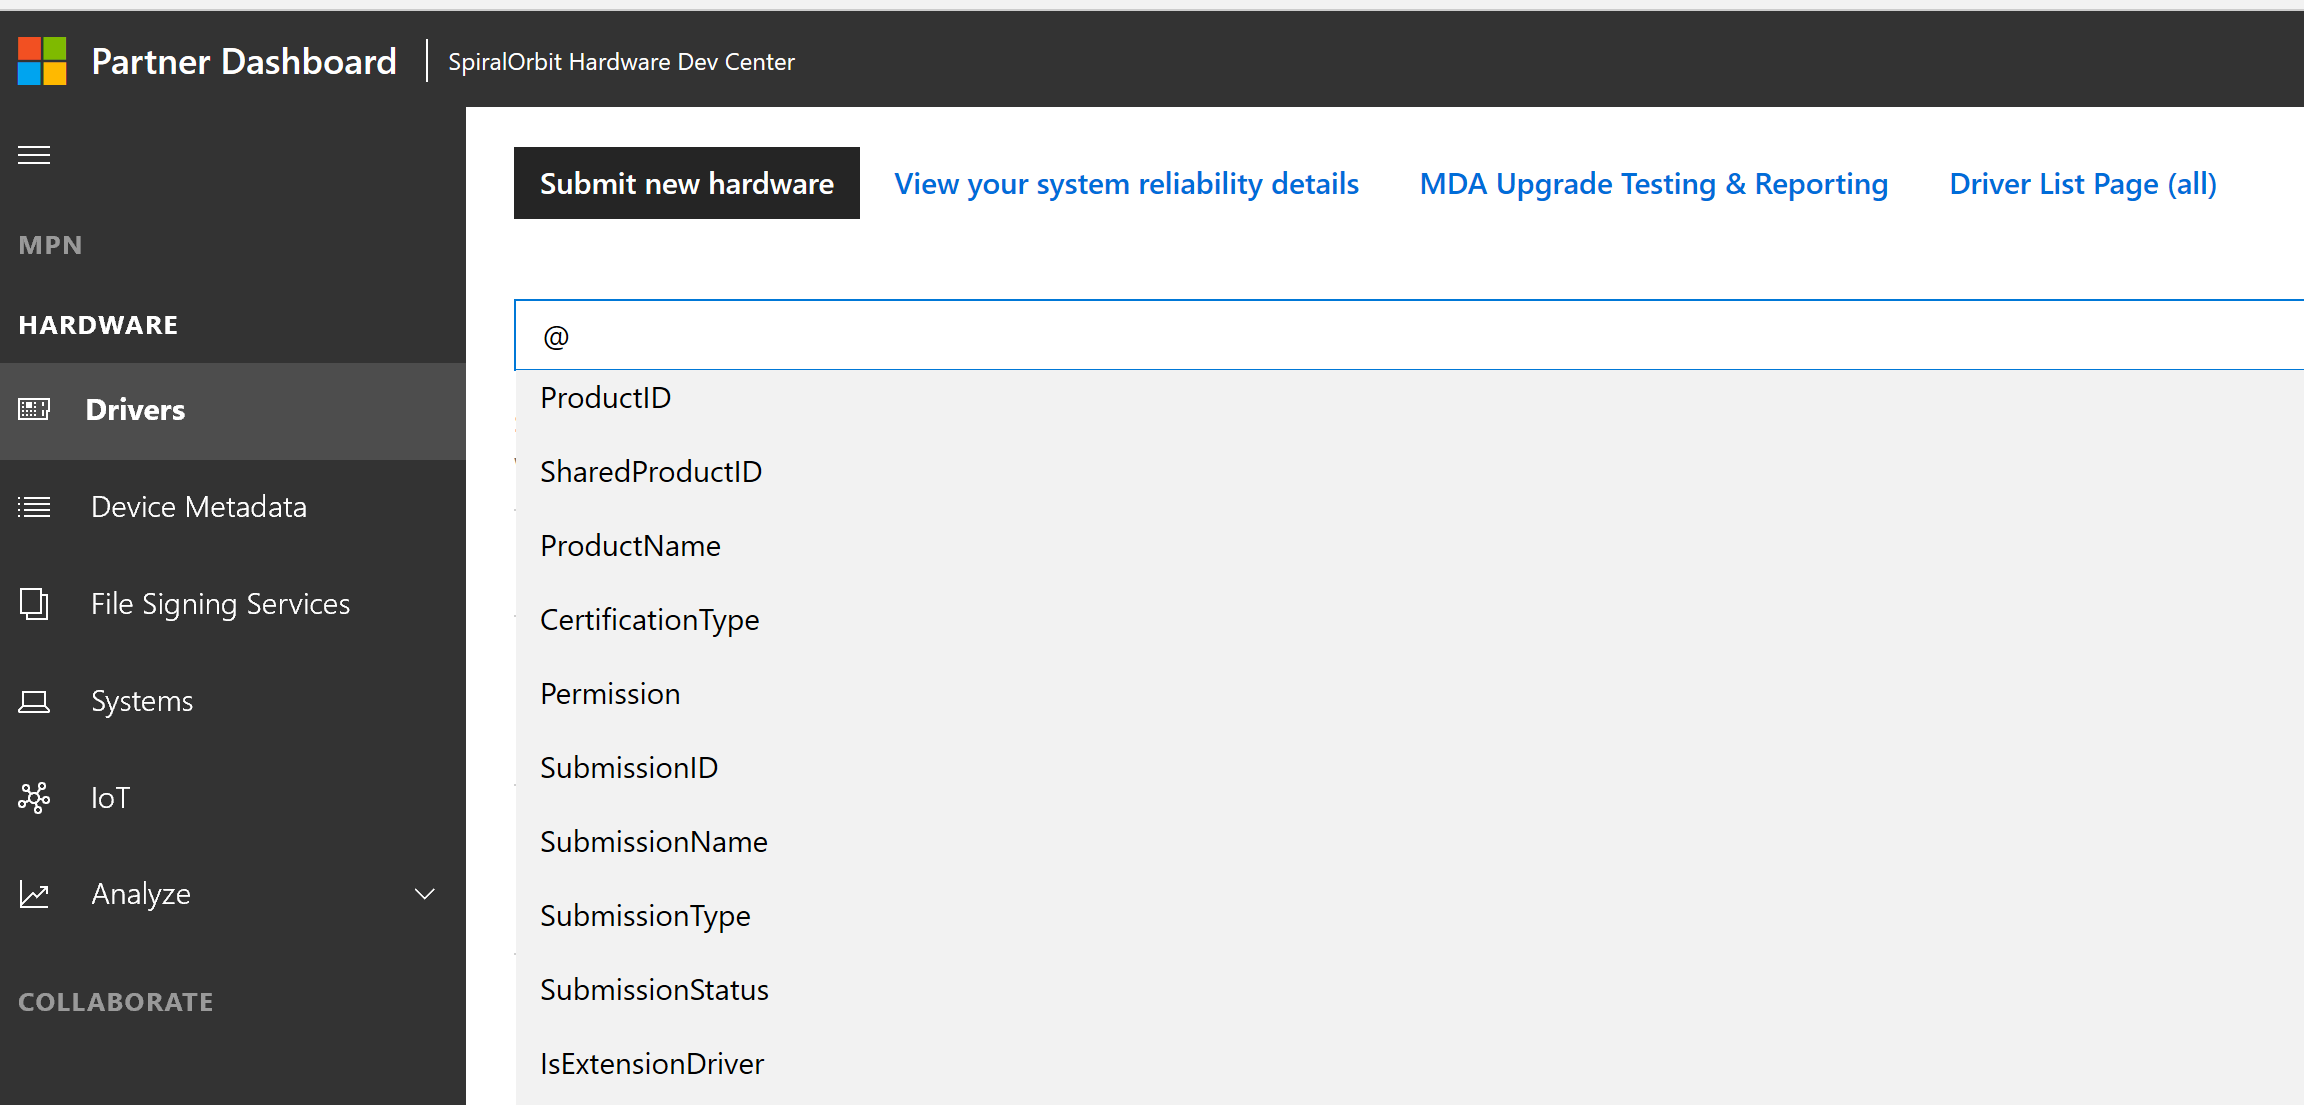 Partner Dashboard
SpiralOrbit Hardware Dev Center
MPN
HARDWARE
Drivers
Device Metadata
File Signing Services
Systems
IoT
Analyze
COLLABORATE
Submit new hardware
View your system reliability details
MDA Upgrade Testing & Reporting
Driver List Page (all)
@
ProductID
SharedProductID
ProductName
CertificationType
Permission
SubmissionID
SubmissionName
SubmissionType
SubmissionStatus
IsExtensionDriver